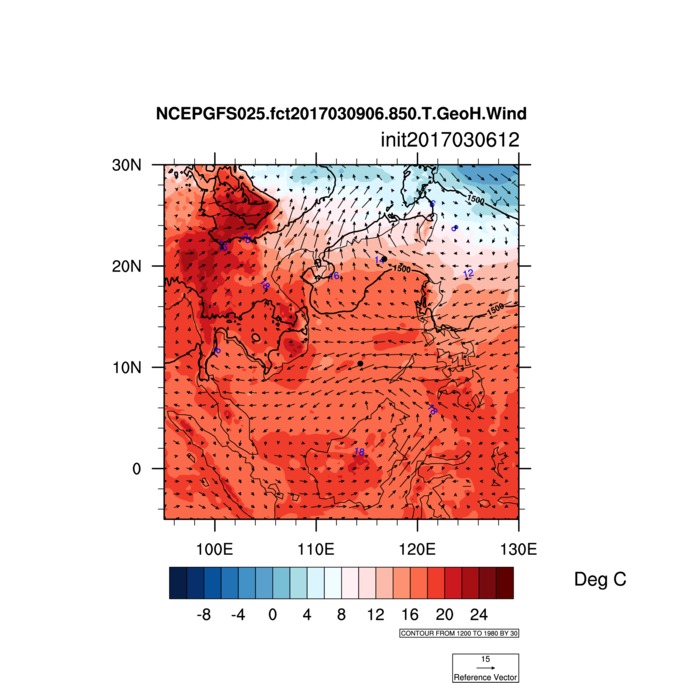 NCEPGFS025.fct2017030906.850.T.GeoH.Wind
init2017030612
30N
20N
10N
0
1500
1500
1500
12
16
18
18
18
100E 110E 120E 130E
-8 -4 0 4 8 12 16 20 24
Deg C
CONTOUR FROM 1200 TO 1980 BY 30
15
Reference Vector